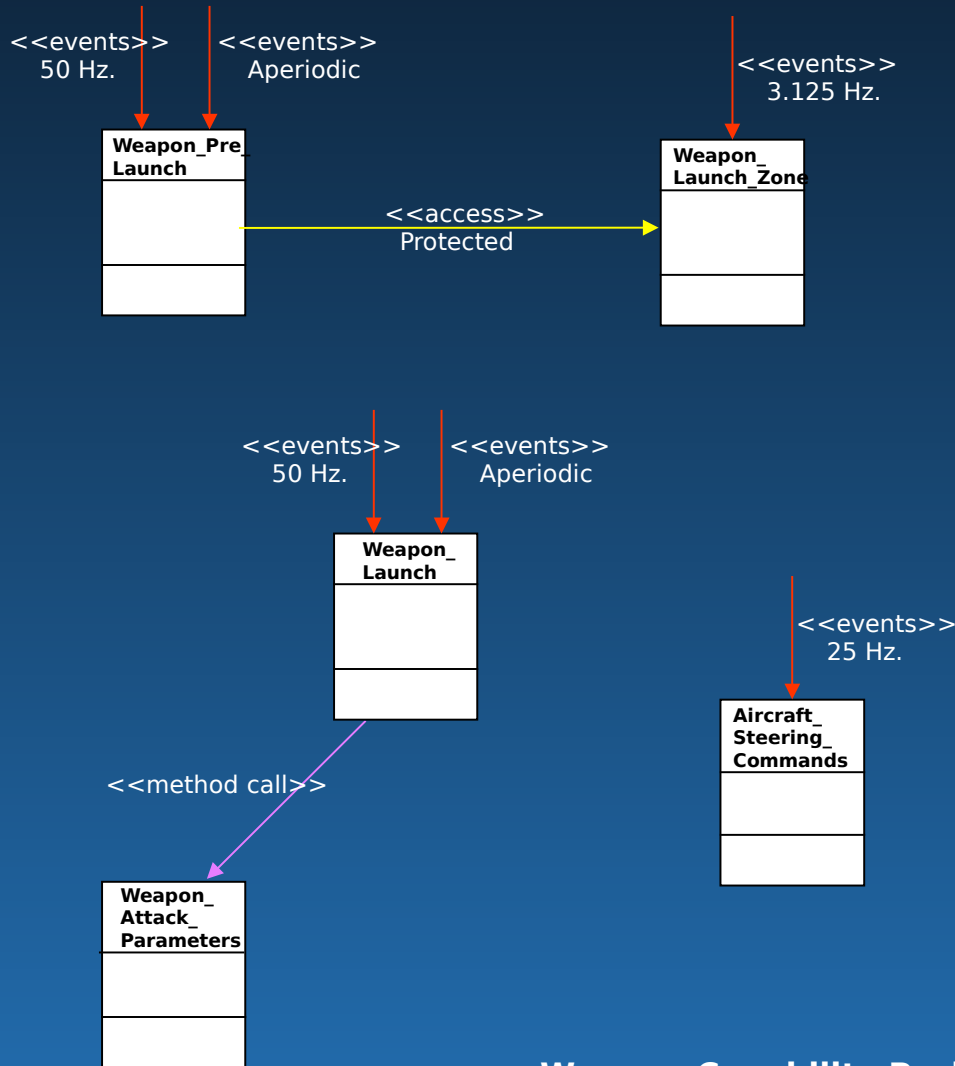 <<events>>
50 Hz.
<<events>>
Aperiodic
<<events>>
3.125 Hz.
Weapon_Pre_
Launch
Weapon_
Launch_Zone
<<access>>
Protected
<<events>>
50 Hz.
<<events>>
Aperiodic
Weapon_
Launch
<<events>>
25 Hz.
Aircraft_
Steering_
Commands
<<method call>>
Weapon_
Attack_
Parameters